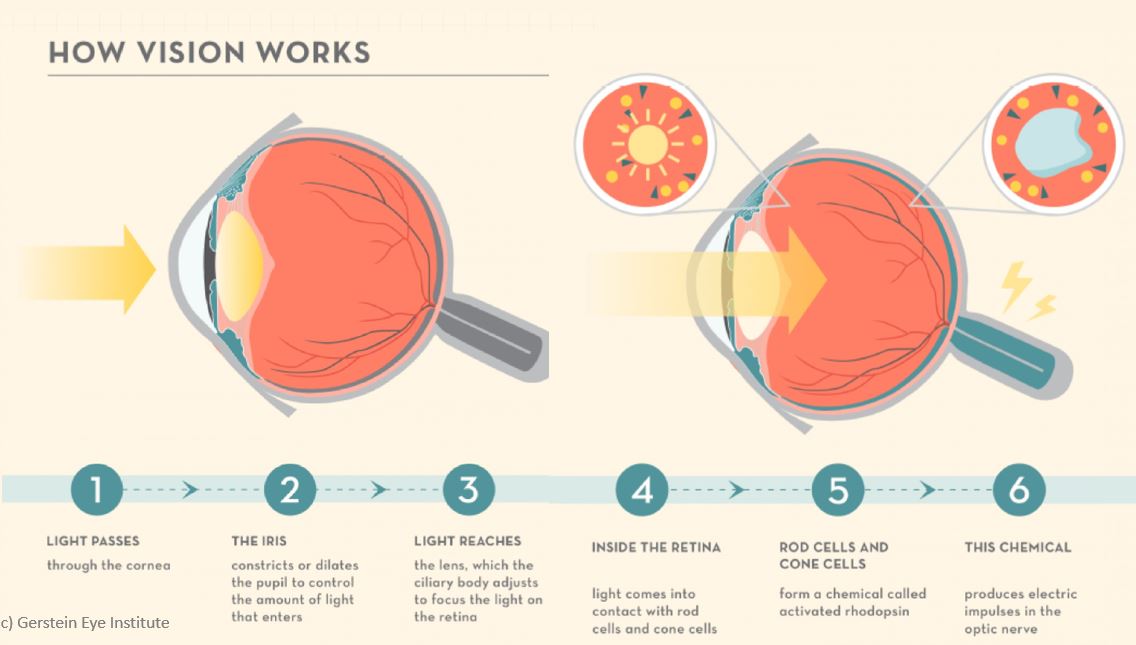 HOW VISION WORKS
1
2
3
4
5
6
LIGHT PASSES
through the cornea
THE IRIS
constricts or dilates
the pupil to control
the amount of light
that enters
LIGHT REACHES
the lens, which the
ciliary body adjusts
to focus the light on
the retina
INSIDE THE RETINA
light comes into
contact with rod
cells and cone cells
ROD CELLS AND
CONE CELLS
form a chemical called
activated rhodopsin
THIS CHEMICAL
produces electric
impulses in the
optic nerve
c) Gerstein Eye Institute